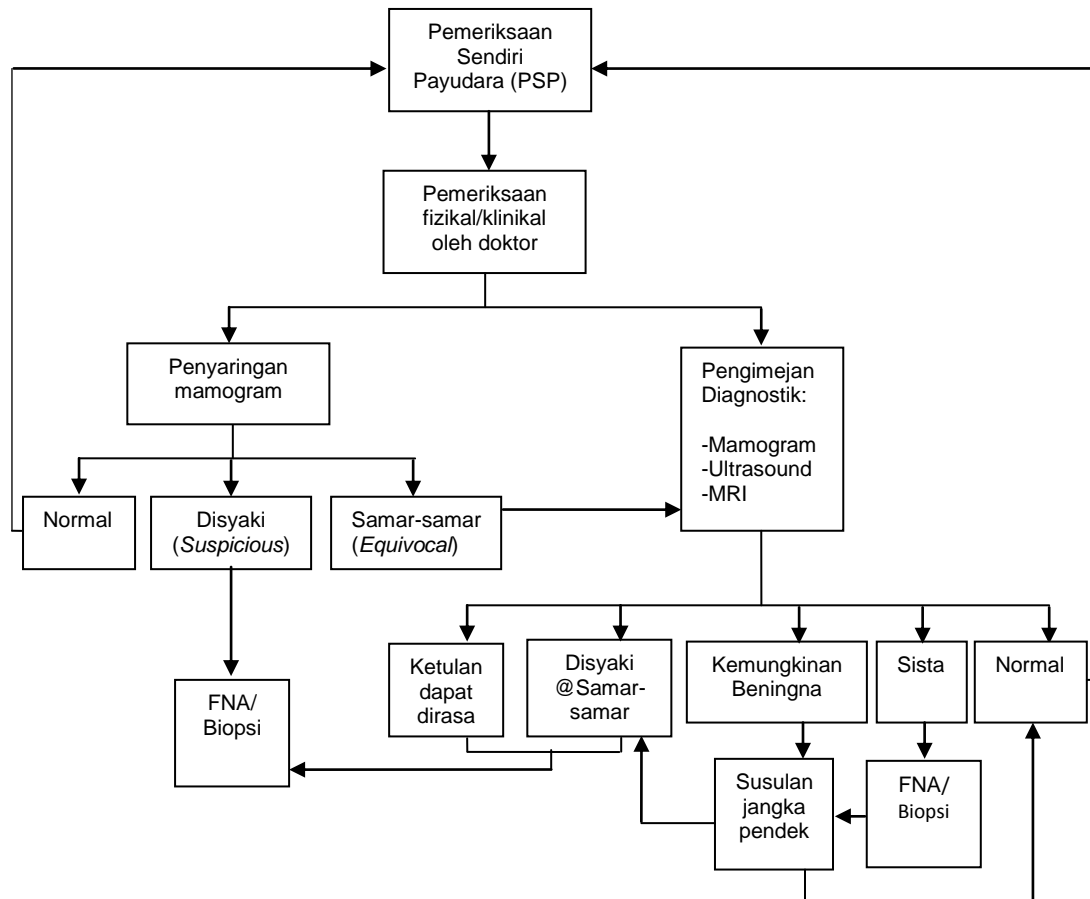 Pemeriksaan
Sendiri
Payudara (PSP)
Pemeriksaan
fizikal/klinikal
oleh doktor
Penyaringan
mamogram
Pengimejan
Diagnostik:
-Mamogram
-Ultrasound
-MRI
Normal
Disyaki
(Suspicious)
Samar-samar
(Equivocal)
Ketulan
dapat
dirasa
Disyaki
@Samar-
samar
Kemungkinan
Beningna
Sista
Normal
FNA/
Biopsi
Susulan
jangka
pendek
FNA/
Biopsi